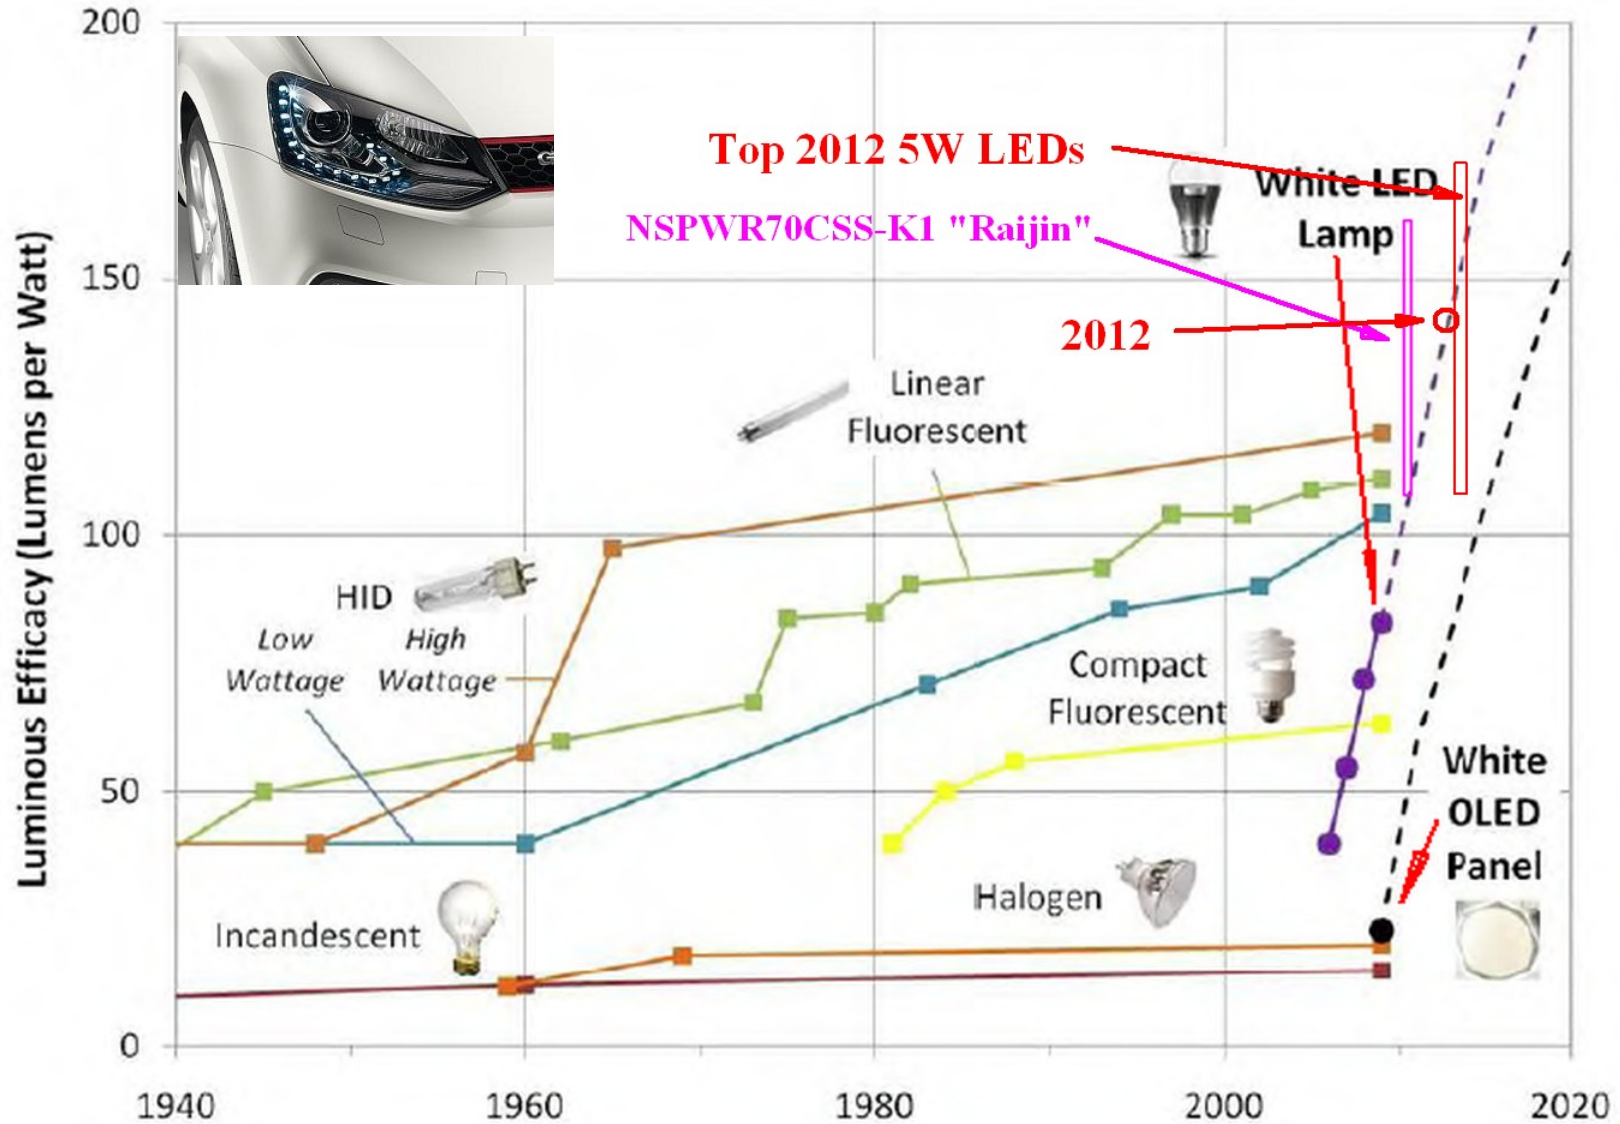 200
150
100
50
0
Luminous Efficacy (Lumens per Watt)
1940
1960
1980
2000
2020
Top 2012 5W LEDs
NSPWR70CSS-K1 "Raijin"
2012
White LED
Lamp
Linear
Fluorescent
HID
Low
Wattage
High
Wattage
Compact
Fluorescent
White
OLED
Panel
Halogen
Incandescent